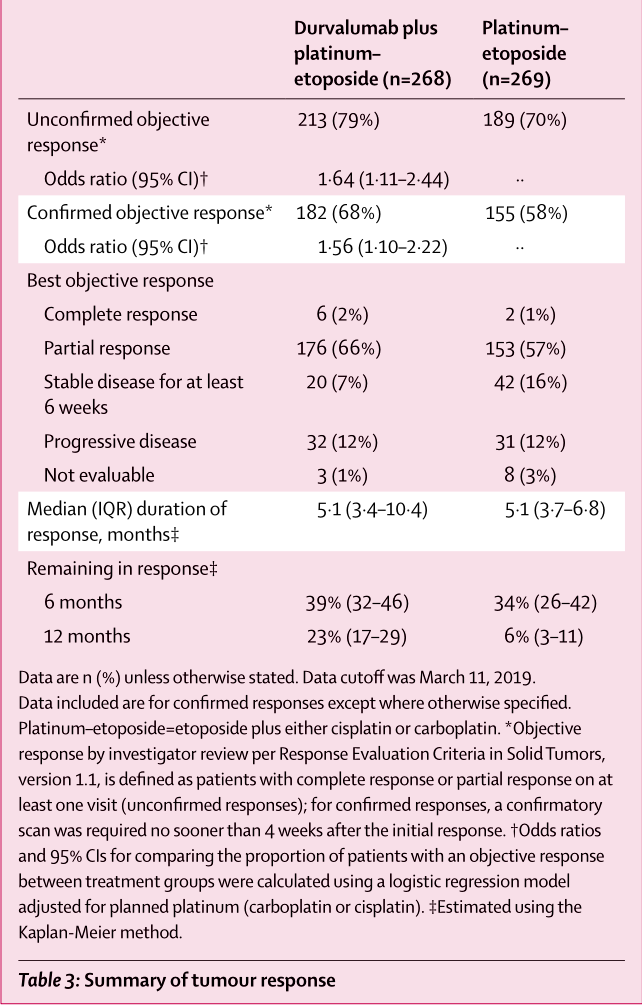 Durvalumab plus platinum–etoposide (n=268) Platinum–etoposide (n=269)
Unconfirmed objective response* 213 (79%) 189 (70%)
Odds ratio (95% CI)† 1·64 (1·11–2·44) ··
Confirmed objective response* 182 (68%) 155 (58%)
Odds ratio (95% CI)† 1·56 (1·10–2·22) ··
Best objective response
Complete response 6 (2%) 2 (1%)
Partial response 176 (66%) 153 (57%)
Stable disease for at least 6 weeks 20 (7%) 42 (16%)
Progressive disease 32 (12%) 31 (12%)
Not evaluable 3 (1%) 8 (3%)
Median (IQR) duration of response, months‡ 5·1 (3·4–10·4) 5·1 (3·7–6·8)
Remaining in response‡
6 months 39% (32–46) 34% (26–42)
12 months 23% (17–29) 6% (3–11)
Data are n (%) unless otherwise stated. Data cutoff was March 11, 2019.
Data included are for confirmed responses except where otherwise specified.
Platinum–etoposide=etoposide plus either cisplatin or carboplatin. *Objective
response by investigator review per Response Evaluation Criteria in Solid Tumors,
version 1.1, is defined as patients with complete response or partial response on at
least one visit (unconfirmed responses); for confirmed responses, a confirmatory
scan was required no sooner than 4 weeks after the initial response. †Odds ratios
and 95% CIs for comparing the proportion of patients with an objective response
between treatment groups were calculated using a logistic regression model
adjusted for planned platinum (carboplatin or cisplatin). ‡Estimated using the
Kaplan-Meier method.
Table 3: Summary of tumour response